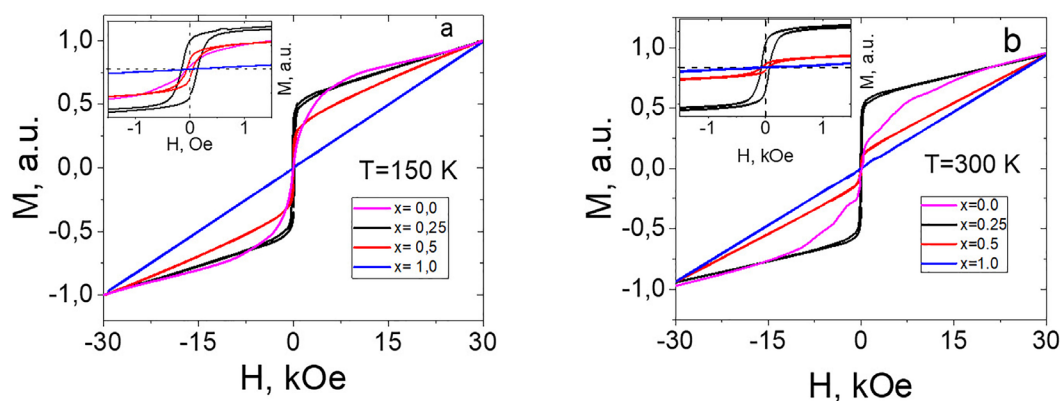 a
M, a.u.
1,0
0,5
0,0
-0,5
-1,0
-30
-15
0
15
30
H, kOe
T=150 K
x= 0,0
x= 0,25
x= 0,5
x= 1,0
M, a.u.
-1
0
1
H, Oe
b
M, a.u.
1,0
0,5
0,0
-0,5
-1,0
-30
-15
0
15
30
H, kOe
T=300 K
x=0.0
x=0.25
x=0.5
x=1.0
M, a.u.
-1
0
1
H, kOe